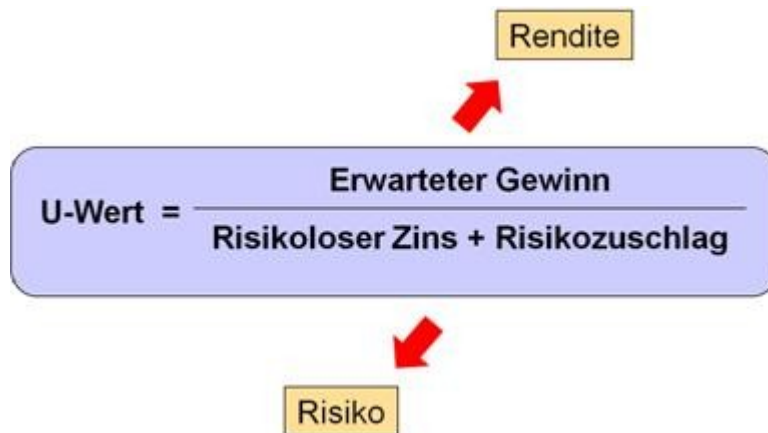 Rendite
Erwarteter Gewinn
U-Wert =
Risikoloser Zins + Risikozuschlag
Risiko